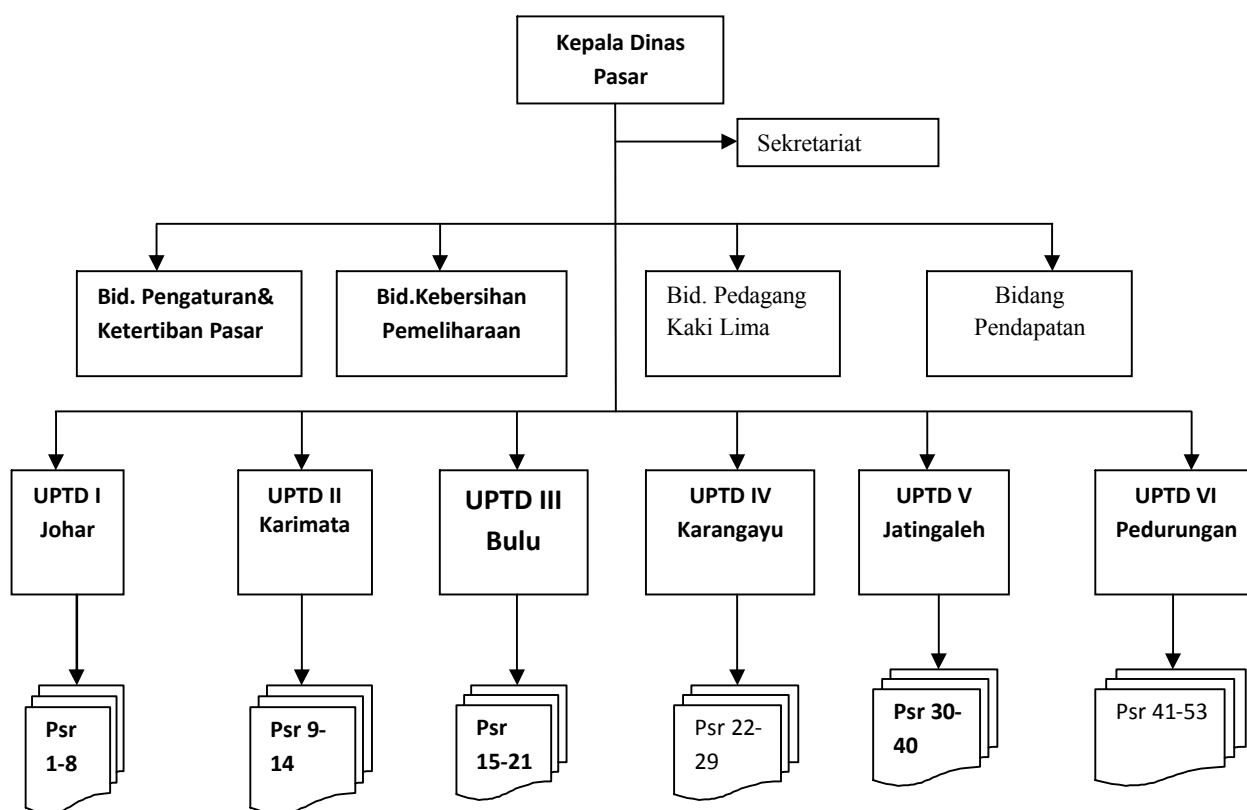 Kepala Dinas
Pasar
Sekretariat
Bid. Pengaturan&
Ketertiban Pasar
Bid.Kebersihan
Pemeliharaan
Bid. Pedagang
Kaki Lima
Bidang
Pendapatan
UPTD I
Johar
UPTD II
Karimata
UPTD III
Bulu
UPTD IV
Karangayu
UPTD V
Jatingaleh
UPTD VI
Pedurungan
Psr
1-8
Psr 9-
14
Psr
15-21
Psr 22-
29
Psr 30-
40
Psr 41-53